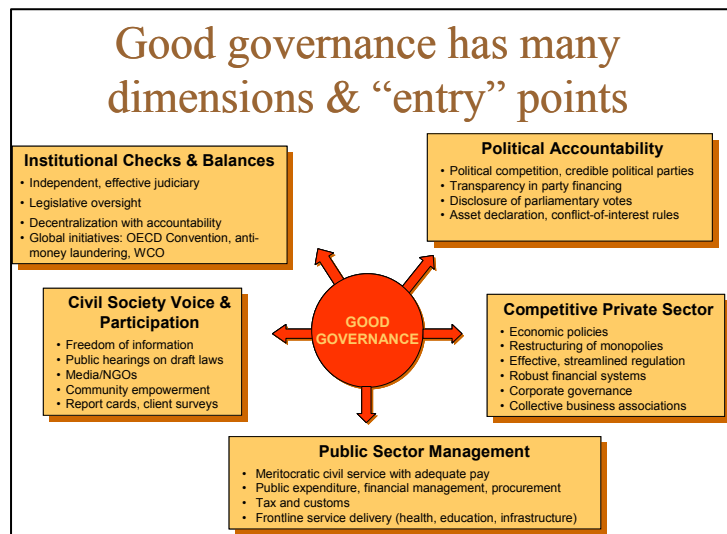 Good governance has many
dimensions & “entry” points
Institutional Checks & Balances
• Independent, effective judiciary
• Legislative oversight
• Decentralization with accountability
• Global initiatives: OECD Convention, anti-
money laundering, WCO
Political Accountability
• Political competition, credible political parties
• Transparency in party financing
• Disclosure of parliamentary votes
• Asset declaration, conflict-of-interest rules
Civil Society Voice &
Participation
• Freedom of information
• Public hearings on draft laws
• Media/NGOs
• Community empowerment
• Report cards, client surveys
GOOD
GOVERNANCE
Competitive Private Sector
• Economic policies
• Restructuring of monopolies
• Effective, streamlined regulation
• Robust financial systems
• Corporate governance
• Collective business associations
Public Sector Management
• Meritocratic civil service with adequate pay
• Public expenditure, financial management, procurement
• Tax and customs
• Frontline service delivery (health, education, infrastructure)